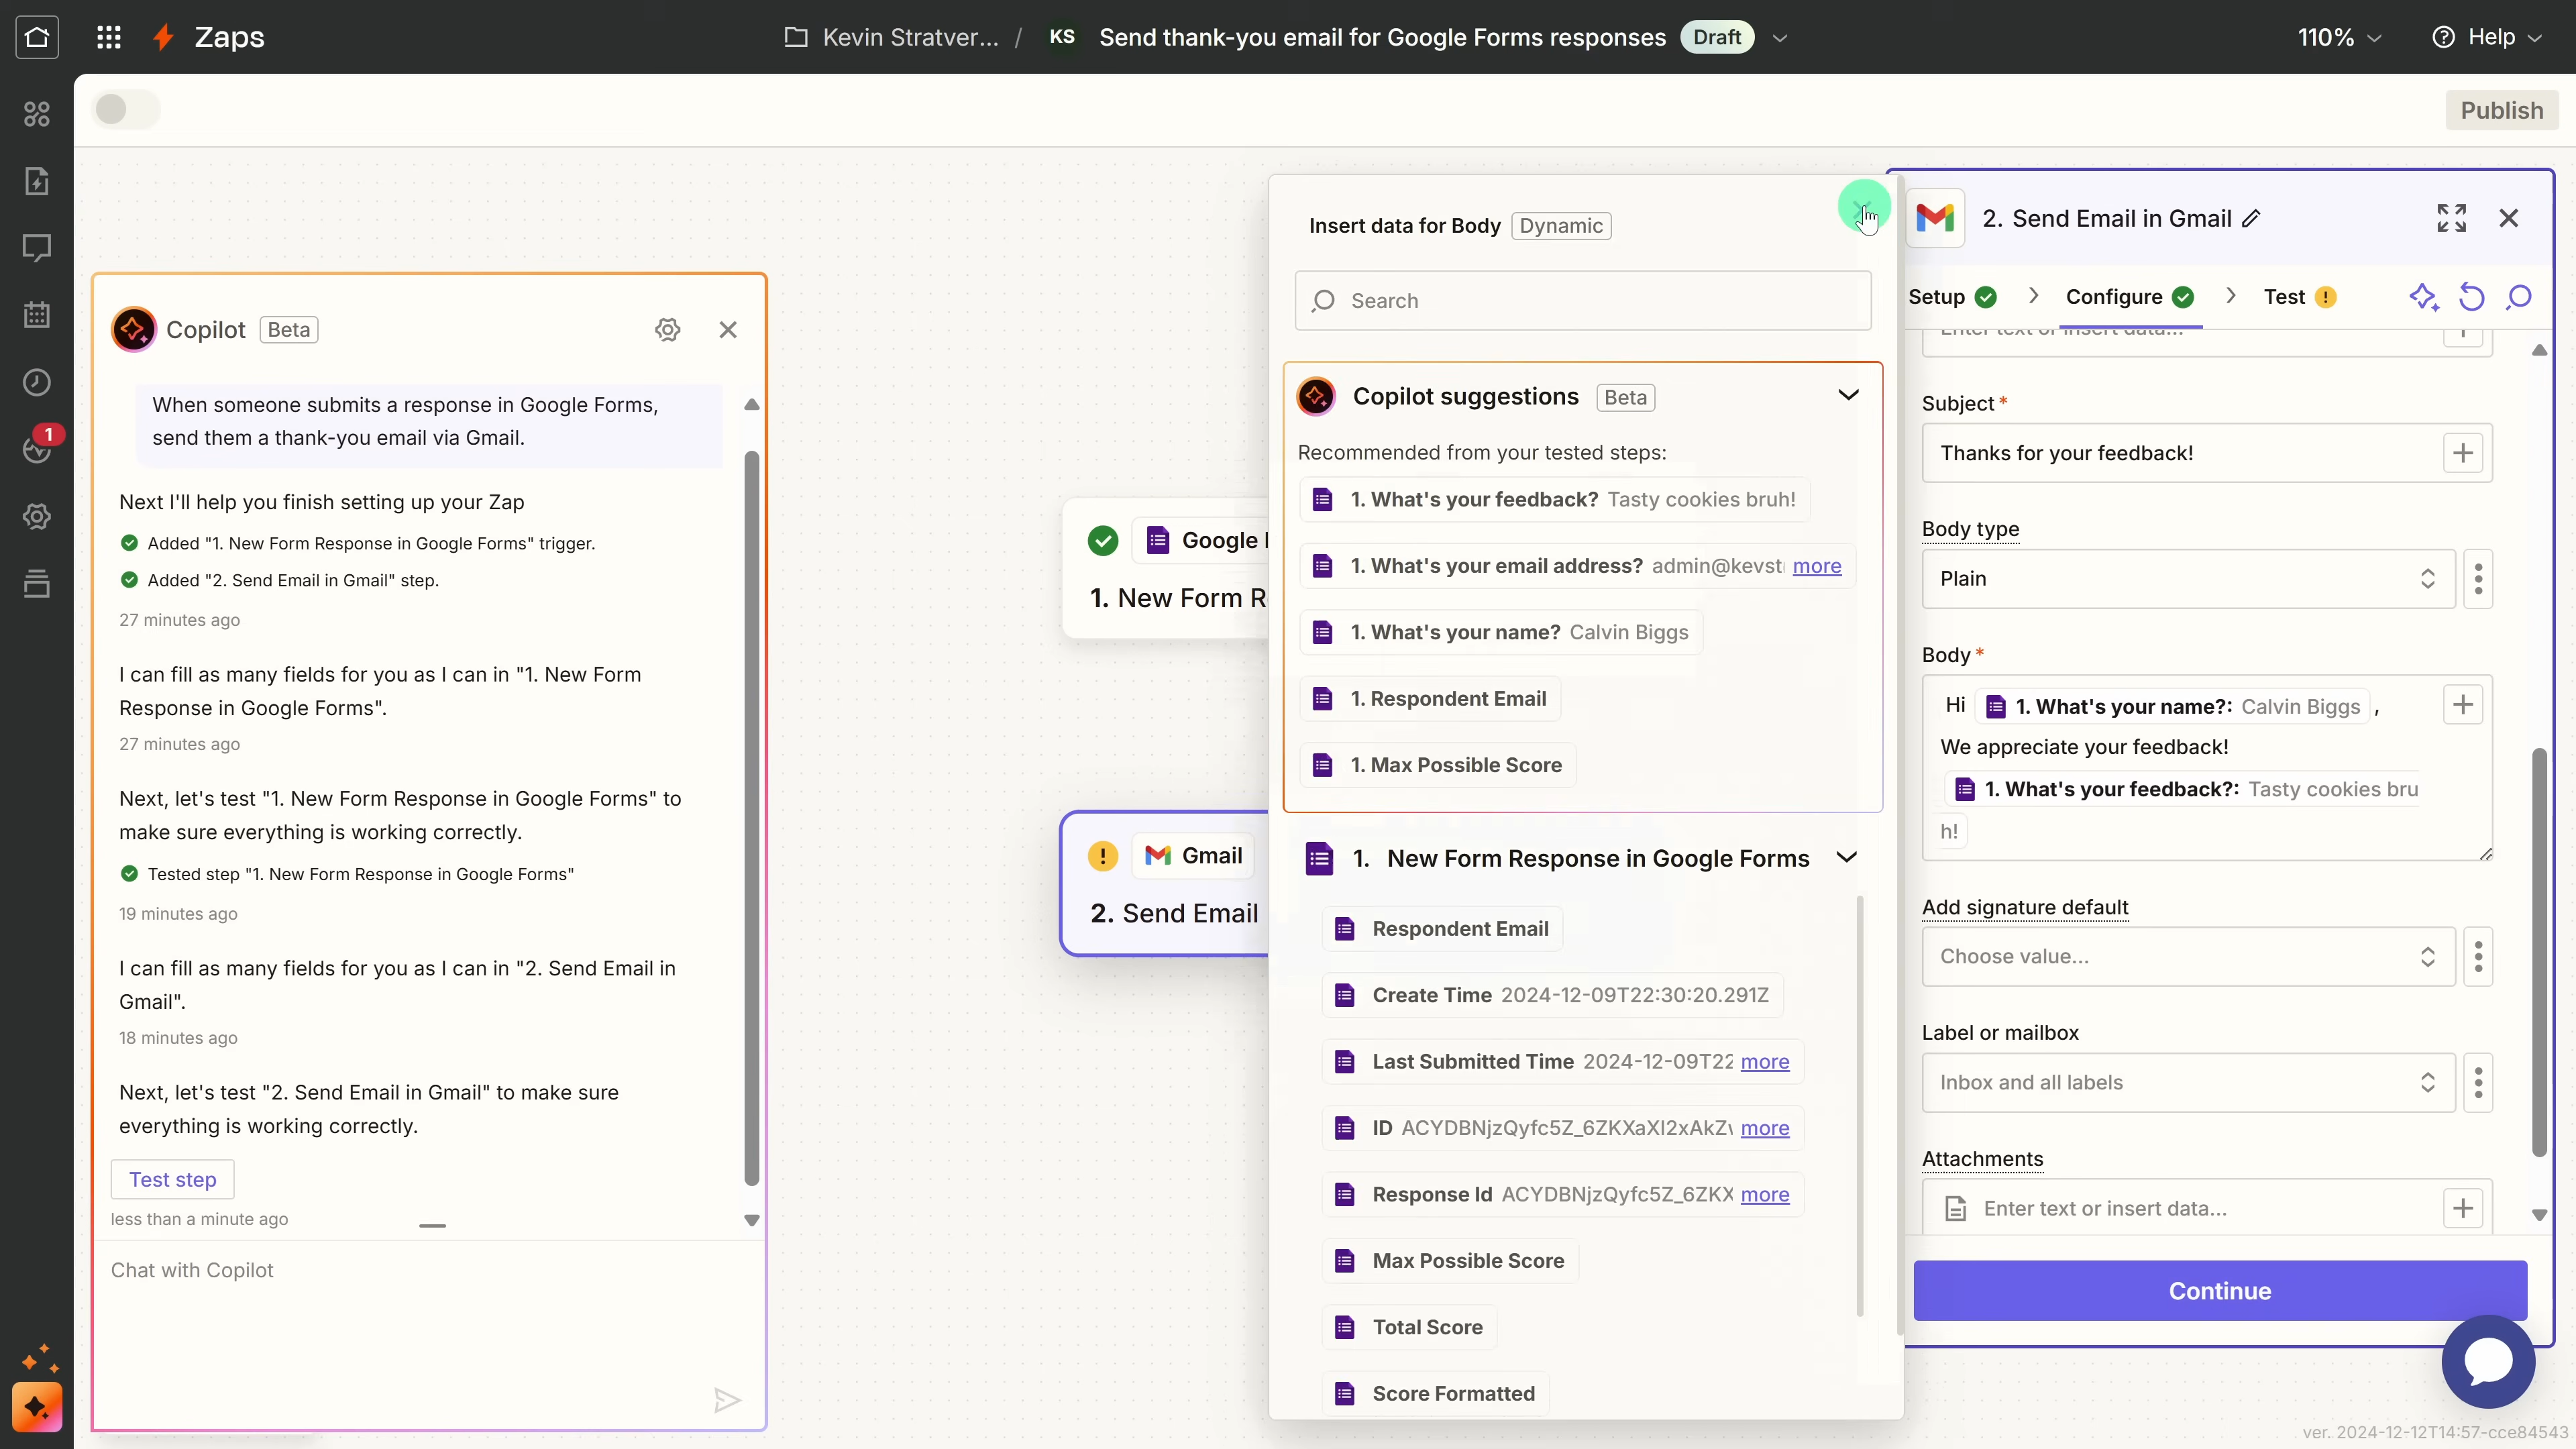 Zaps
Kevin Stratver... / KS Send thank-you email for Google Forms responses Draft
110%
Help
Publish
1
Copilot Beta
When someone submits a response in Google Forms,
send them a thank-you email via Gmail.
Next I'll help you finish setting up your Zap
Added "1. New Form Response in Google Forms" trigger.
Added "2. Send Email in Gmail" step.
27 minutes ago
I can fill as many fields for you as I can in "1. New Form
Response in Google Forms".
27 minutes ago
Next, let's test "1. New Form Response in Google Forms" to
make sure everything is working correctly.
Tested step "1. New Form Response in Google Forms"
19 minutes ago
I can fill as many fields for you as I can in "2. Send Email in
Gmail".
18 minutes ago
Next, let's test "2. Send Email in Gmail" to make sure
everything is working correctly.
Test step
less than a minute ago
Chat with Copilot
Google
1. New Form R
! Gmail
2. Send Email
Insert data for Body Dynamic
Search
Copilot suggestions Beta
Recommended from your tested steps:
1. What's your feedback? Tasty cookies bruh!
1. What's your email address? admin@kevst more
1. What's your name? Calvin Biggs
1. Respondent Email
1. Max Possible Score
1. New Form Response in Google Forms
Respondent Email
Create Time 2024-12-09T22:30:20.291Z
Last Submitted Time 2024-12-09T22 more
ID ACYDBNjzQyfc5Z_6ZKXaXI2xAkZ more
Response Id ACYDBNjzQyfc5Z_6ZKX more
Max Possible Score
Total Score
Score Formatted
2. Send Email in Gmail
Setup > Configure > Test !
Enter text or insert data...
Subject*
Thanks for your feedback!
Body type
Plain
Body*
Hi 1. What's your name?: Calvin Biggs ,
We appreciate your feedback!
1. What's your feedback?: Tasty cookies bru
h!
Add signature default
Choose value...
Label or mailbox
Inbox and all labels
Attachments
Enter text or insert data...
Continue
ver. 2024-12-12T14:57-cce84543